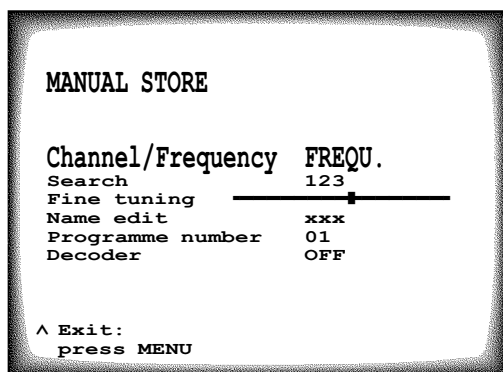 MANUAL STORE
Channel/Frequency FREQU.
Search 123
Fine tuning
Name edit xxx
Programme number 01
Decoder OFF
^ Exit:
press MENU